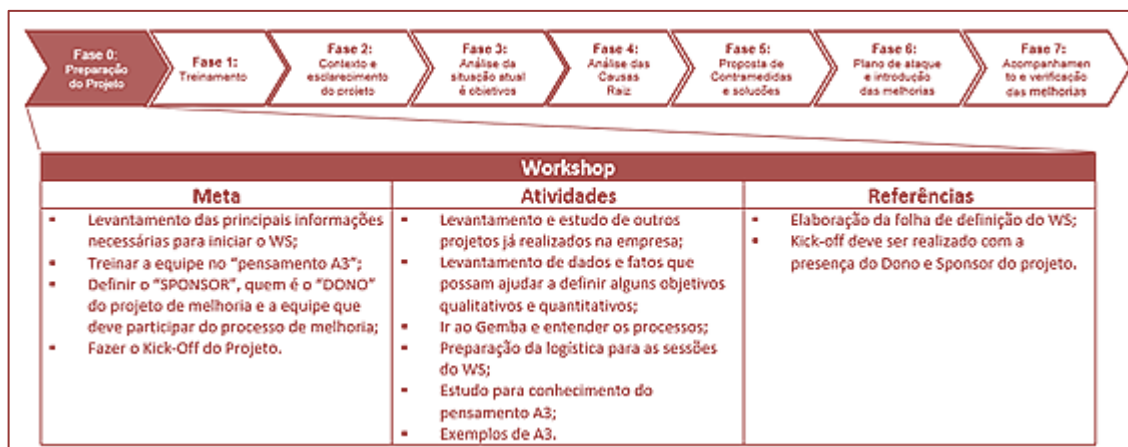 Fase 0:
Preparação
do Projeto
Fase 1:
Treinamento
Fase 2:
Contexto e
esclarecimento
do projeto
Fase 3:
Análise da
situação atual
é objetivos
Fase 4:
Análise das
Causas
Raiz
Fase 5:
Proposta de
Contramedidas
e soluções
Fase 6:
Plano de ataque
e introdução
das melhorias
Fase 7:
Acompanhamen
to e verificação
das melhorias
Workshop
Meta
▪ Levantamento das principais informações
necessárias para iniciar o WS;
▪ Treinar a equipe no "pensamento A3";
▪ Definir o "SPONSOR", quem é o "DONO"
do projeto de melhoria e a equipe que
deve participar do processo de melhoria;
▪ Fazer o Kick-Off do Projeto.
Atividades
▪ Levantamento e estudo de outros
projetos já realizados na empresa;
▪ Levantamento de dados e fatos que
possam ajudar a definir alguns objetivos
qualitativos e quantitativos;
▪ Ir ao Gemba e entender os processos;
▪ Preparação da logística para as sessões
do WS;
▪ Estudo para conhecimento do
pensamento A3;
▪ Exemplos de A3.
Referências
▪ Elaboração da folha de definição do WS;
▪ Kick-off deve ser realizado com a
presença do Dono e Sponsor do projeto.